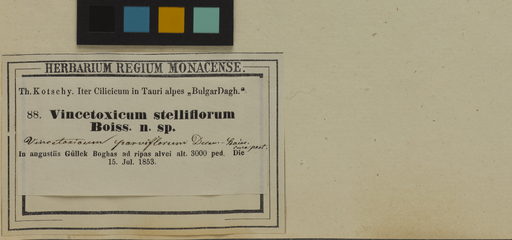 HERBARIUM REGIUM MONACENSE.
Th. Kotschy. Iter Cilicicum in Tauri alpes „BulgarDagh.“
88. Vincetoxicum stelliflorum
Boiss. n. sp.
Vincetoxicum parviflorum Decne.
In angustiis Güllek Boghas ad ripas alvei alt. 3000 ped. Die
15. Jul. 1853.